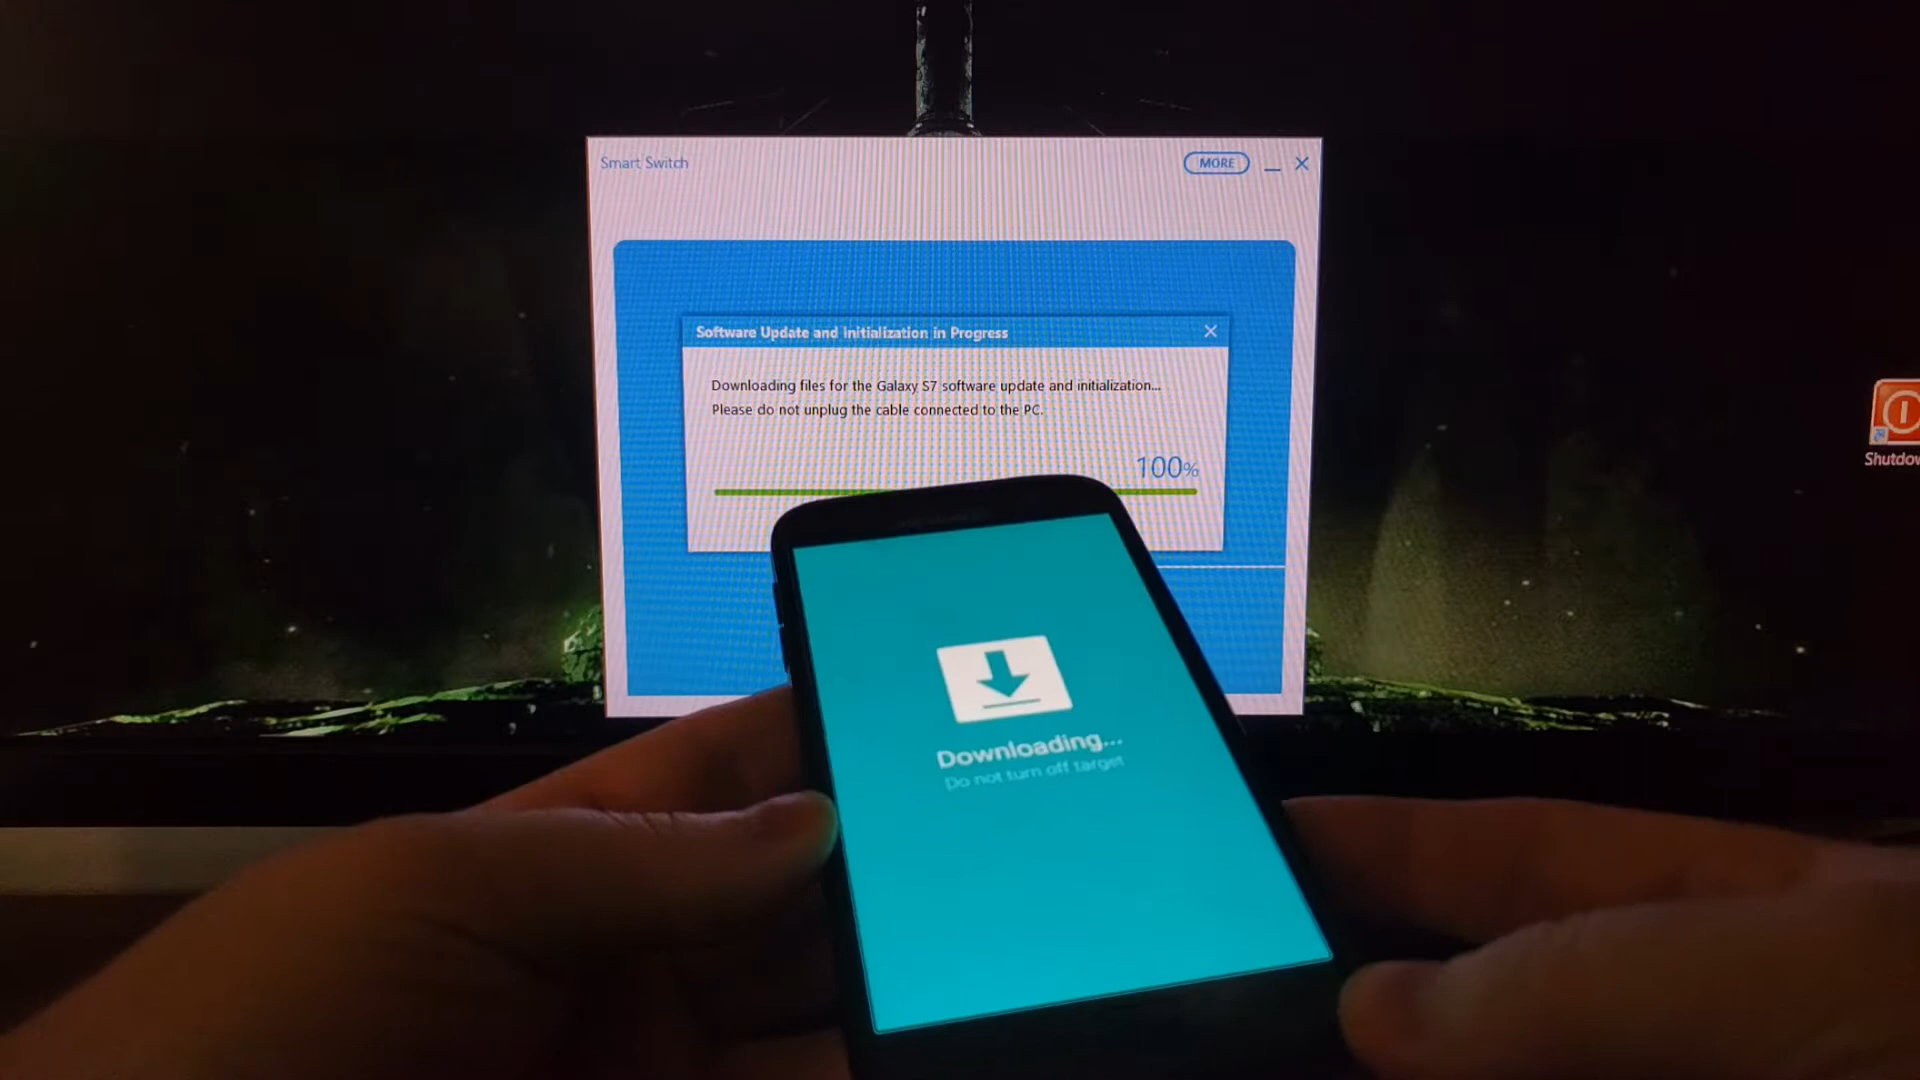 Smart Switch
MORE
Software Update and Initialization in Progress
Downloading files for the Galaxy S7 software update and initialization...
Please do not unplug the cable connected to the PC.
100%
Shutdow
Downloading...
Do not turn off target